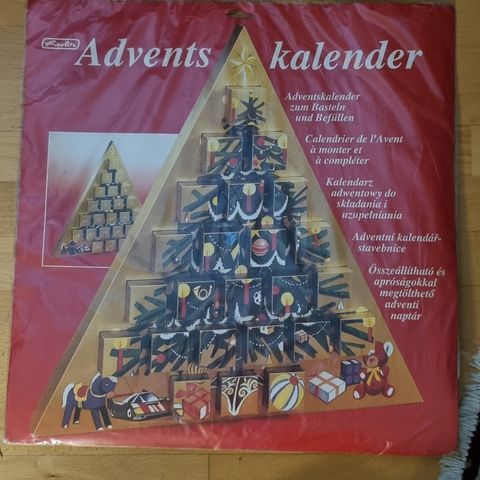 Herlitz
Advents kalender
Adventskalender
zum Basteln
und Befüllen
Calendrier de l'Avent
à monter et
à compléter
Kalendarz
adwentowy do
składania i
uzupełniania
Adventní kalendář-
stavebnice
Összeállítható és
apróságokkal
megtölthető
adventi
naptár